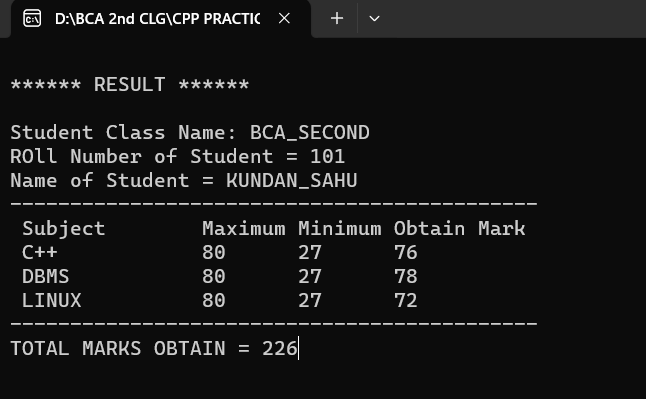 D:\BCA 2nd CLG\CPP PRACTIC
****** RESULT ******
Student Class Name: BCA_SECOND
ROll Number of Student = 101
Name of Student = KUNDAN_SAHU
--------------------------------------------
Subject Maximum Minimum Obtain Mark
C++ 80 27 76
DBMS 80 27 78
LINUX 80 27 72
--------------------------------------------
TOTAL MARKS OBTAIN = 226